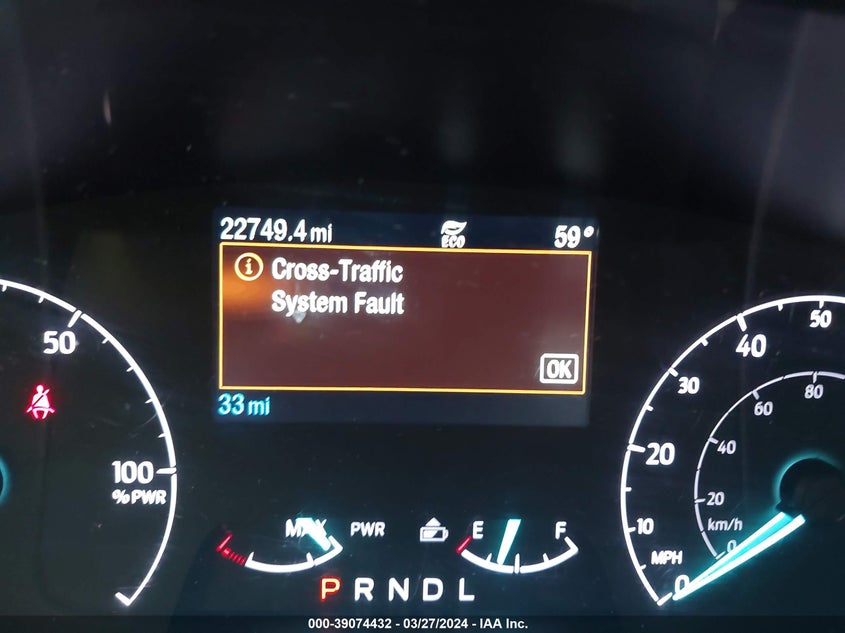 22749.4 mi ECO 59°
i Cross-Traffic
System Fault
OK
33 mi
50
100
% PWR
MAX PWR E F
P R N D L
50
40
30
20
10
MPH
0
80
60
40
20
km/h
0
000-39074432 - 03/27/2024 - IAA Inc.